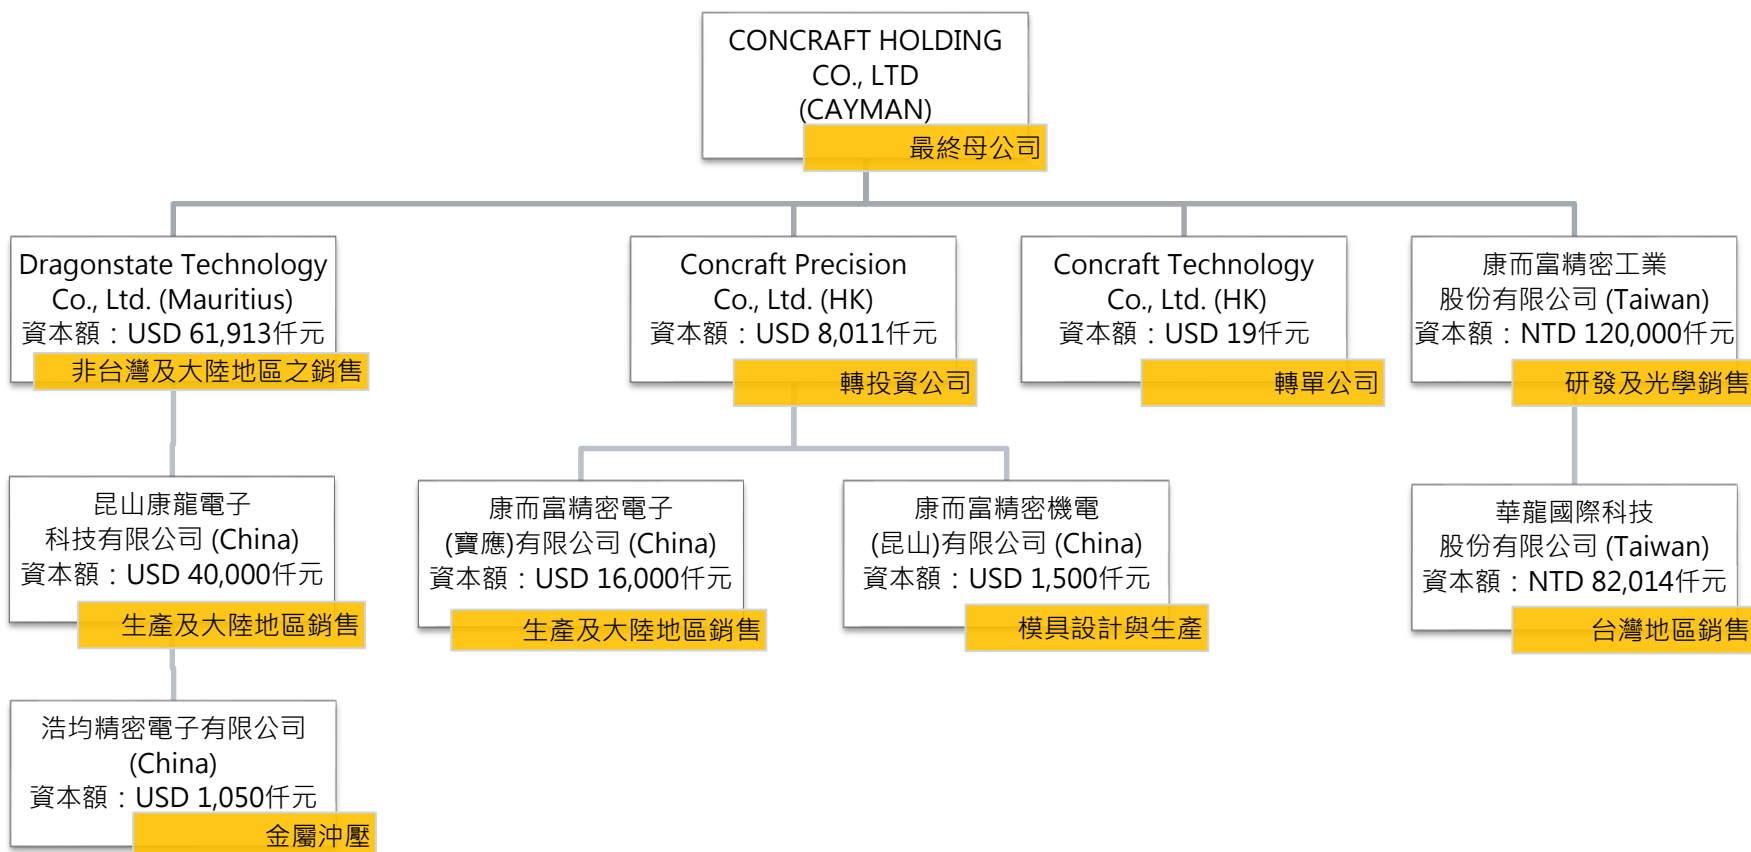 CONCRAFT HOLDING
CO., LTD
(CAYMAN)
最終母公司
Dragonstate Technology
Co., Ltd. (Mauritius)
資本額：USD 61,913仟元
非台灣及大陸地區之銷售
Concraft Precision
Co., Ltd. (HK)
資本額：USD 8,011仟元
轉投資公司
Concraft Technology
Co., Ltd. (HK)
資本額：USD 19仟元
轉單公司
康而富精密工業
股份有限公司 (Taiwan)
資本額：NTD 120,000仟元
研發及光學銷售
昆山康龍電子
科技有限公司 (China)
資本額：USD 40,000仟元
生產及大陸地區銷售
康而富精密電子
(寶應)有限公司 (China)
資本額：USD 16,000仟元
生產及大陸地區銷售
康而富精密機電
(昆山)有限公司 (China)
資本額：USD 1,500仟元
模具設計與生產
華龍國際科技
股份有限公司 (Taiwan)
資本額：NTD 82,014仟元
台灣地區銷售
浩均精密電子有限公司
(China)
資本額：USD 1,050仟元
金屬沖壓